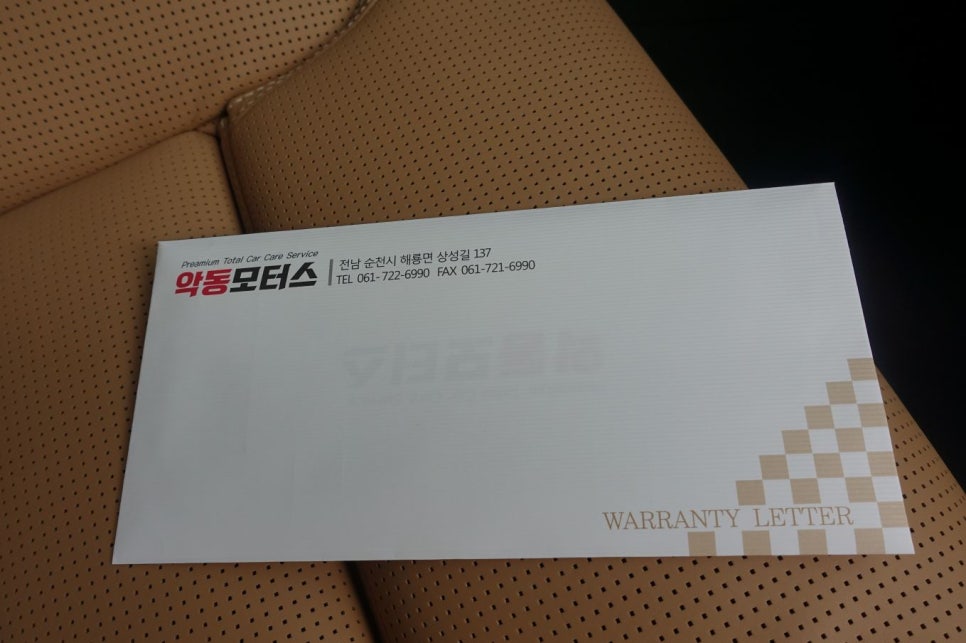 Preamium Total Car Care Service
악동모터스
전남 순천시 해룡면 상성길 137
TEL 061-722-6990 FAX 061-721-6990
WARRANTY LETTER